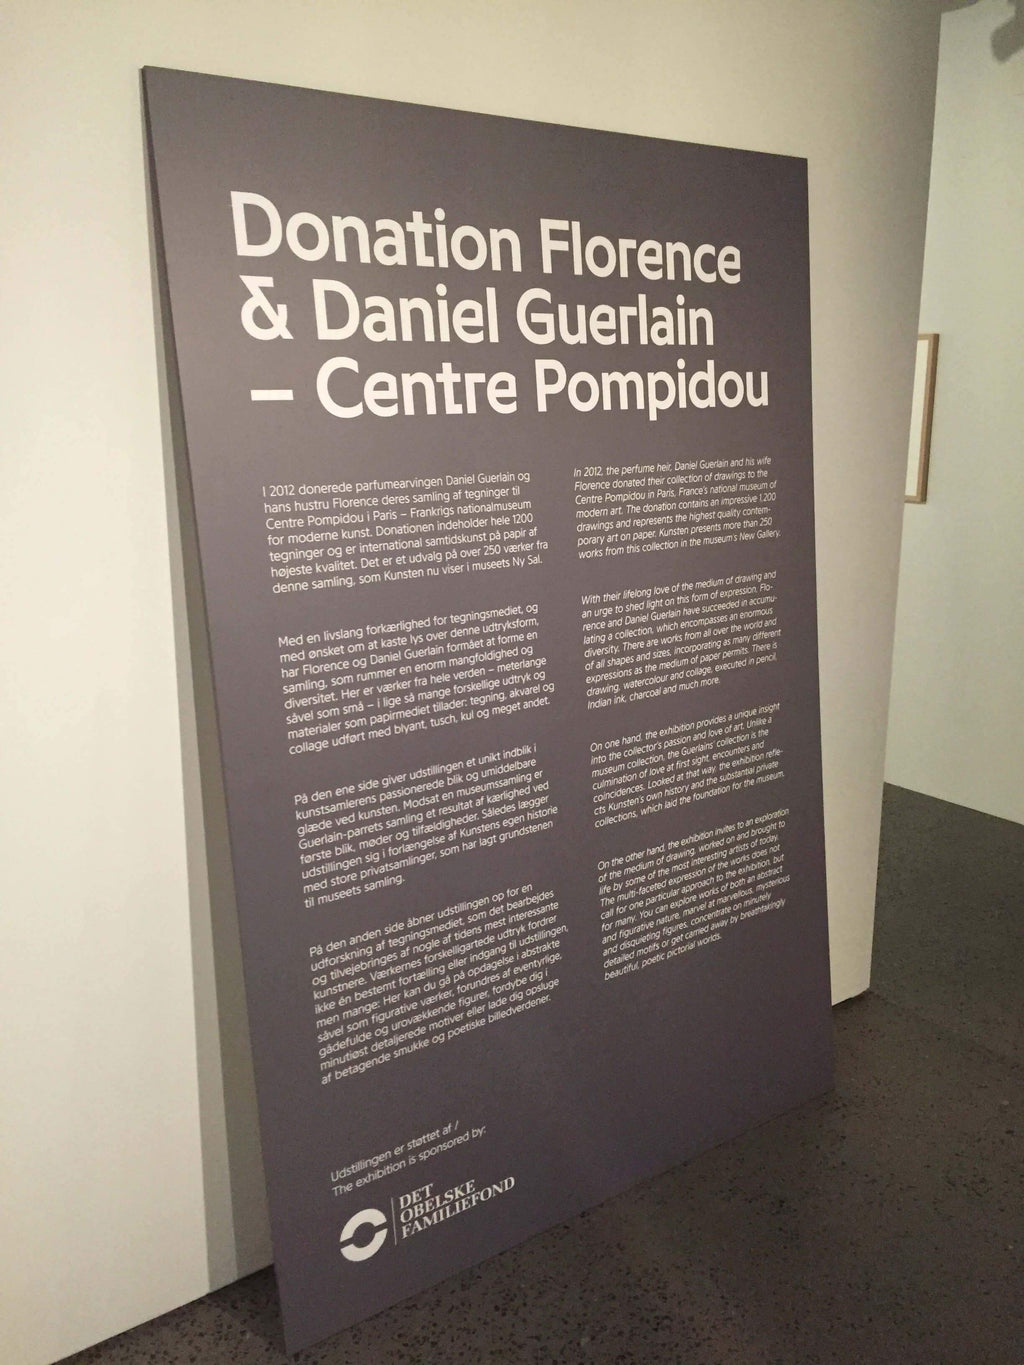 Donation Florence
& Daniel Guerlain
– Centre Pompidou
I 2012 donerede parfumearvingen Daniel Guerlain og
hans hustru Florence deres samling af tegninger til
Centre Pompidou i Paris – Frankrigs nationalmuseum
for moderne kunst. Donationen indeholder hele 1200
tegninger og er international samtidskunst på papir af
højeste kvalitet. Det er et udvalg på over 250 værker fra
denne samling, som Kunsten nu viser i museets Ny Sal.
Med en livslang forkærlighed for tegningsmediet, og
med ønsket om at kaste lys over denne udtryksform,
har Florence og Daniel Guerlain formået at forme en
samling, som rummer en enorm mangfoldighed og
diversitet. Her er værker fra hele verden – meterlange
såvel som små – i lige så mange forskellige udtryk og
materialer som papirmediet tillader: tegning, akvarel og
collage udført med blyant, tusch, kul og meget andet.
På den ene side giver udstillingen et unikt indblik i
kunstsamlerens passionerede blik og umiddelbare
glæde ved kunsten. Modsat en museumssamling er
Guerlain-parrets samling et resultat af kærlighed ved
første blik, møder og tilfældigheder. Således lægger
udstillingen sig i forlængelse af Kunstens egen historie
med store privatsamlinger, som har lagt grundstenen
til museets samling.
På den anden side åbner udstillingen op for en
udforskning af tegningsmediet, som det bearbejdes
og tilvejebringes af nogle af tidens mest interessante
kunstnere. Værkernes forskelligartede udtryk fordrer
ikke én bestemt fortælling eller indgang til udstillingen,
men mange: Her kan du gå på opdagelse i abstrakte
såvel som figurative værker, forundres af eventyrlige,
gådefulde og urovækkende figurer, fordybe dig i
minutiøst detaljerede motiver eller lade dig opsluge
af betagende smukke og poetiske billedverdener.
In 2012, the perfume heir, Daniel Guerlain and his wife
Florence donated their collection of drawings to the
Centre Pompidou in Paris, France's national museum of
modern art. The donation contains an impressive 1,200
drawings and represents the highest quality contem-
porary art on paper. Kunsten presents more than 250
works from this collection in the museum's New Gallery.
With their lifelong love of the medium of drawing and
an urge to shed light on this form of expression, Flo-
rence and Daniel Guerlain have succeeded in accumu-
lating a collection, which encompasses an enormous
diversity. There are works from all over the world and
of all shapes and sizes, incorporating as many different
expressions as the medium of paper permits. There is
drawing, watercolour and collage, executed in pencil,
Indian ink, charcoal and much more.
On one hand, the exhibition provides a unique insight
into the collector's passion and love of art. Unlike a
museum collection, the Guerlains' collection is the
culmination of love at first sight, encounters and
coincidences. Looked at that way, the exhibition refle-
cts Kunsten's own history and the substantial private
collections, which laid the foundation for the museum.
On the other hand, the exhibition invites to an exploration
of the medium of drawing, worked on and brought to
life by some of the most interesting artists of today.
The multi-faceted expression of the works does not
call for one particular approach to the exhibition, but
for many. You can explore works of both an abstract
and figurative nature, marvel at marvellous, mysterious
and disquieting figures, concentrate on minutely
detailed motifs or get carried away by breathtakingly
beautiful, poetic pictorial worlds.
Udstillingen er støttet af /
The exhibition is sponsored by:
DET
OBELSKE
FAMILIEFOND